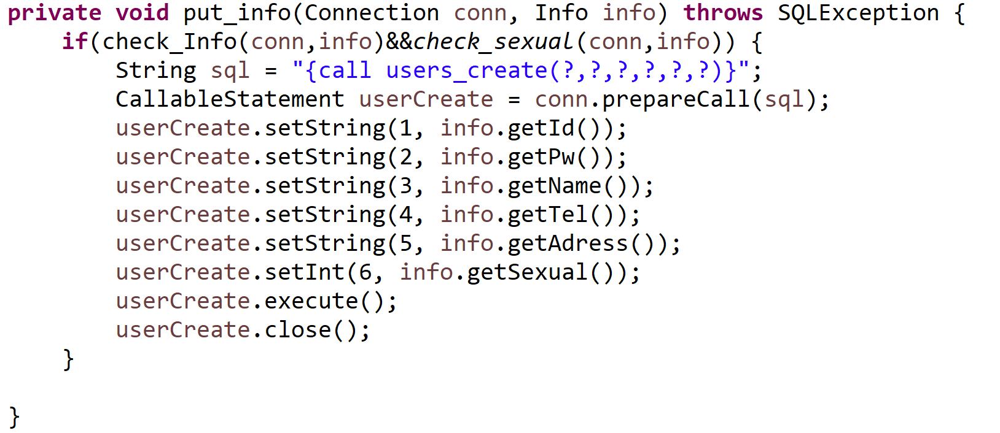 private void put_info(Connection conn, Info info) throws SQLException {
    if(check_Info(conn,info)&&check_sexual(conn,info)) {
        String sql = "{call users_create(?,?,?,?,?,?)}";
        CallableStatement userCreate = conn.prepareCall(sql);
        userCreate.setString(1, info.getId());
        userCreate.setString(2, info.getPw());
        userCreate.setString(3, info.getName());
        userCreate.setString(4, info.getTel());
        userCreate.setString(5, info.getAdress());
        userCreate.setInt(6, info.getSexual());
        userCreate.execute();
        userCreate.close();
    }
}